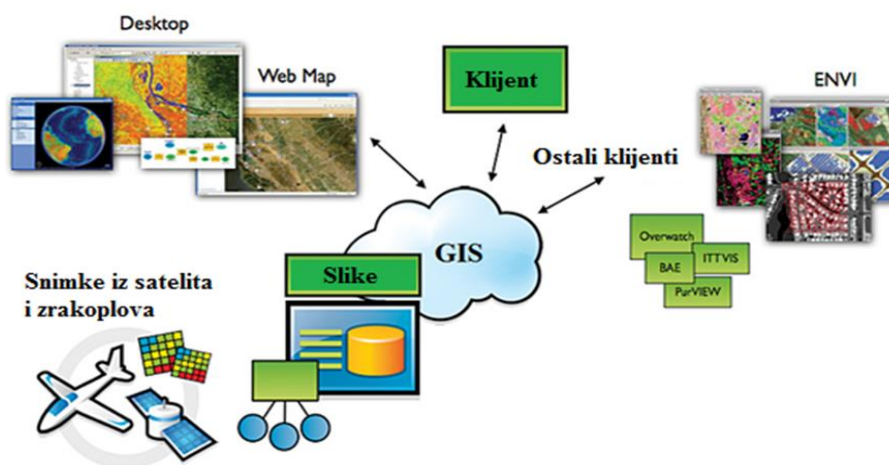 Desktop
Web Map
Klijent
ENVI
Ostali klijenti
GIS
Overwatch
ITTVIS
BAE
PurVIEW
Slike
Snimke iz satelita
i zrakoplova